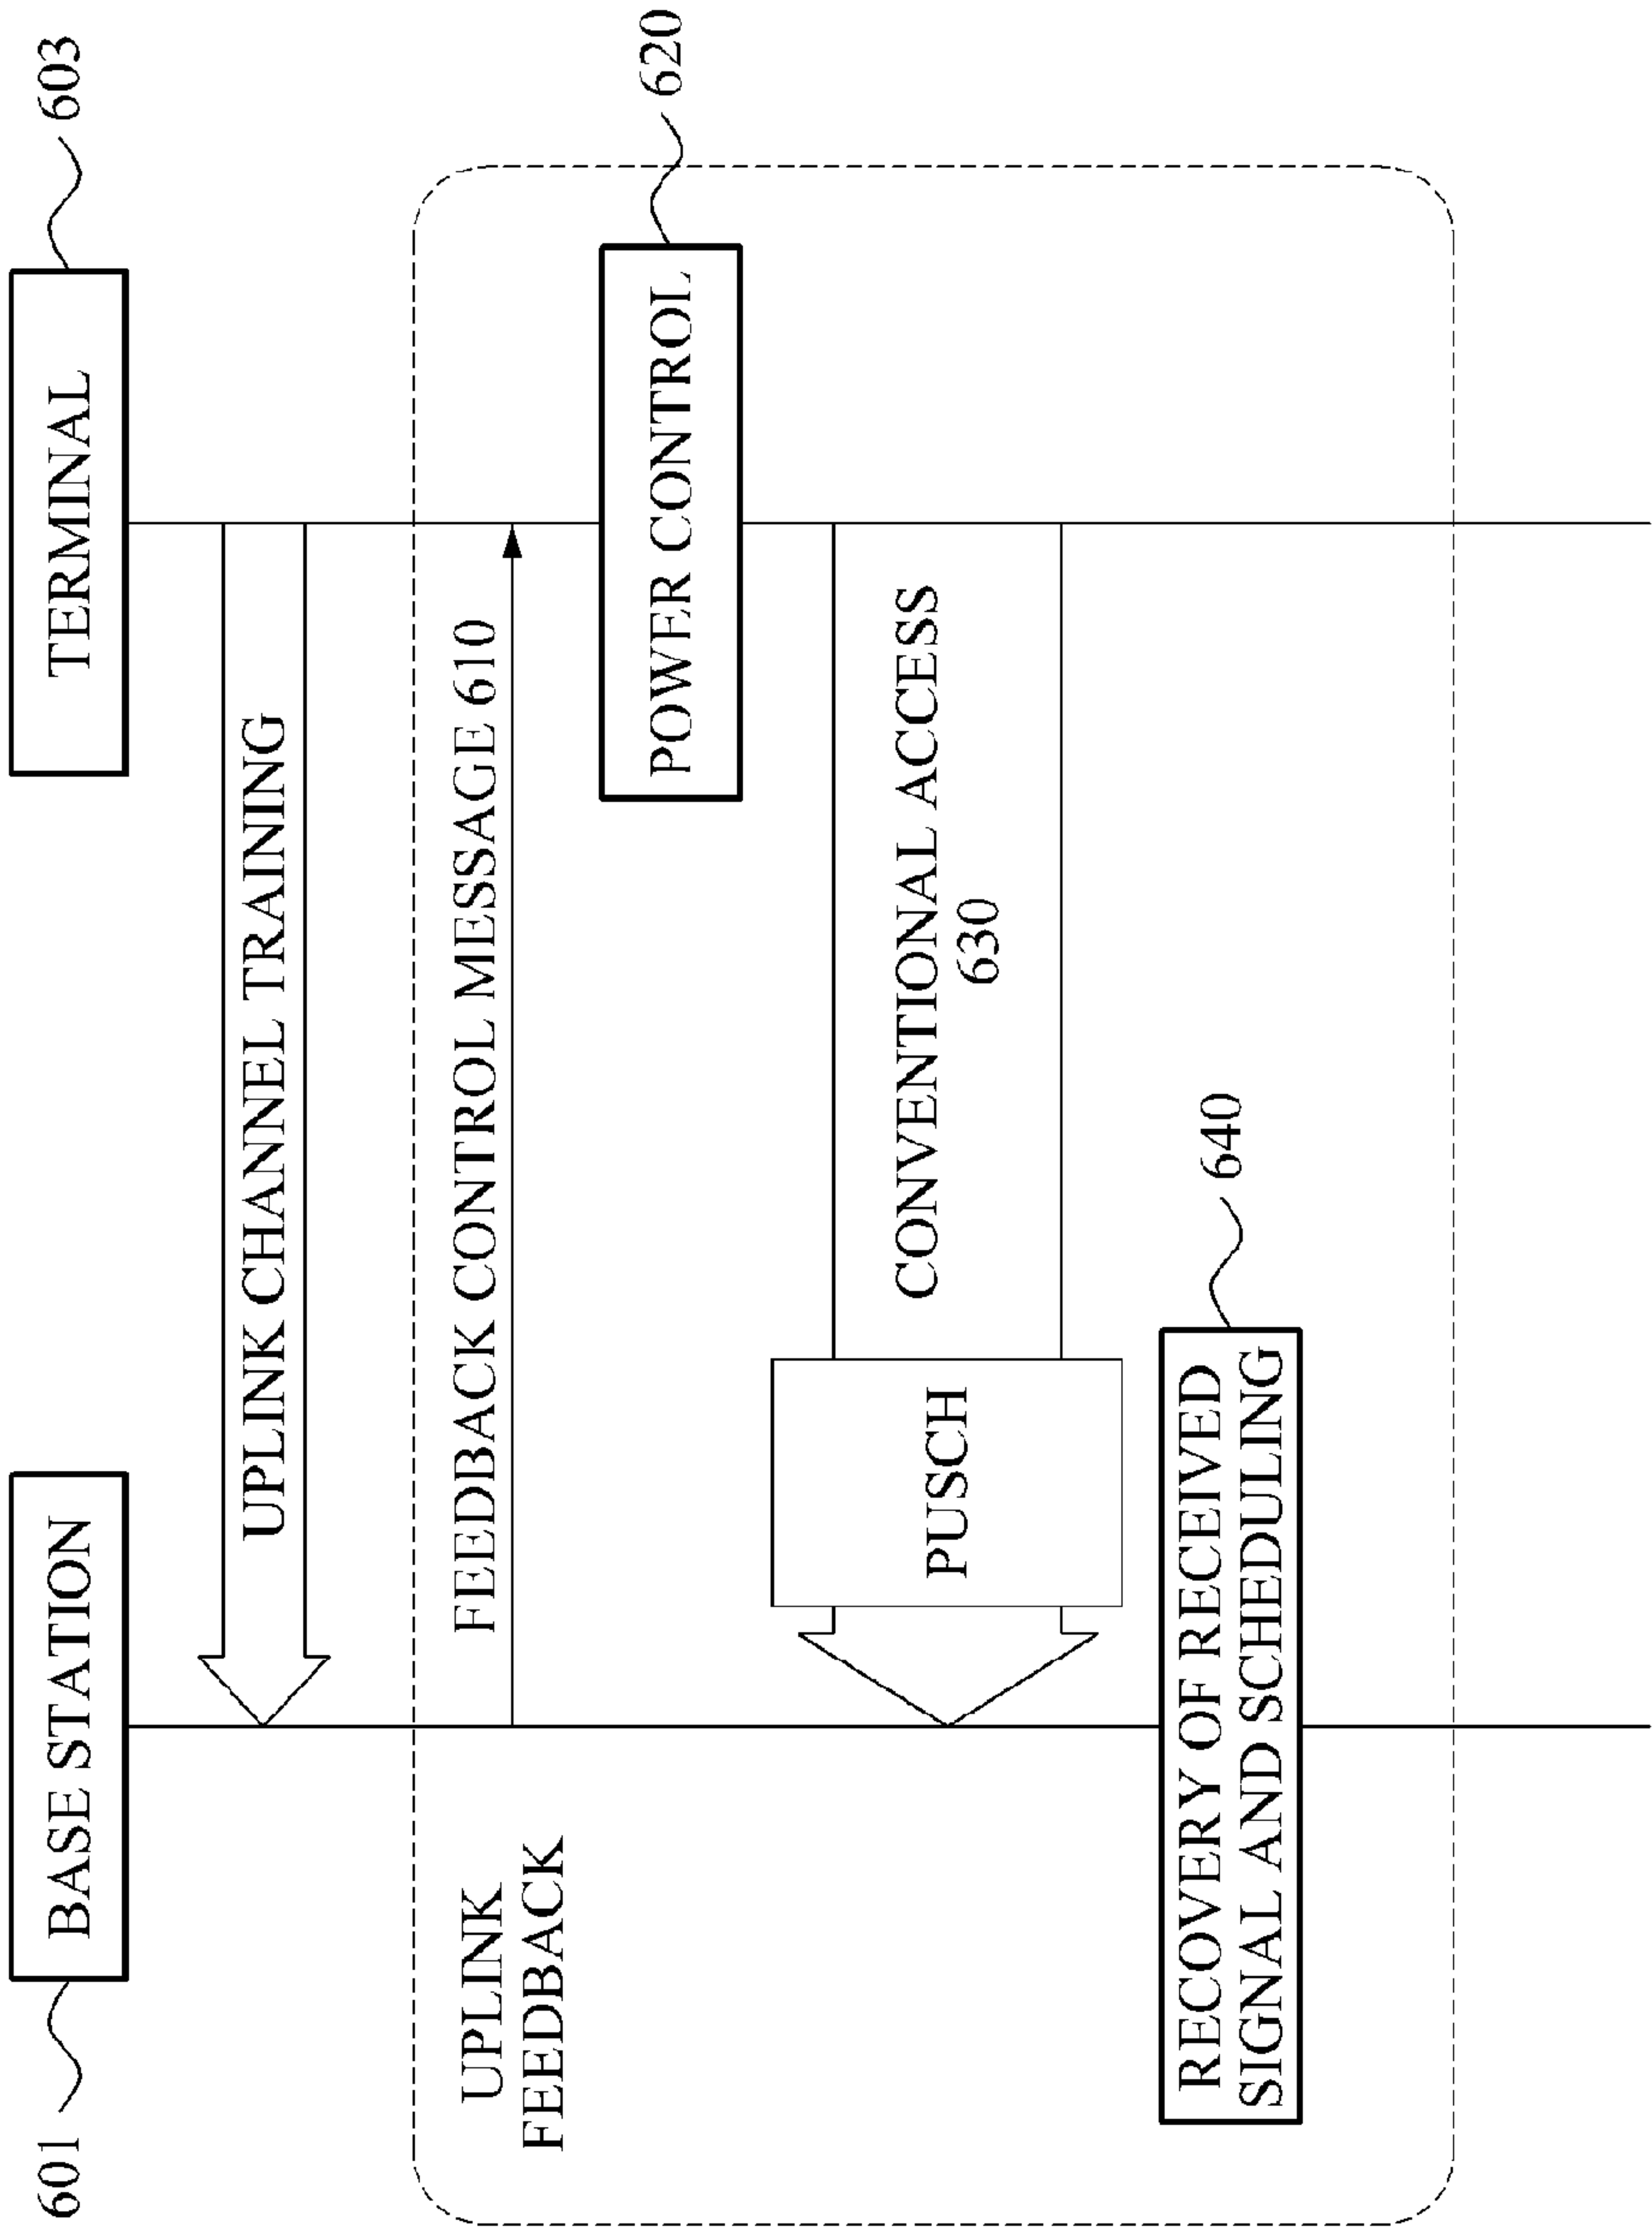 601
BASE STATION
TERMINAL
603
UPLINK CHANNEL TRAINING
UPLINK
FEEDBACK
FEEDBACK CONTROL MESSAGE 610
POWER CONTROL
620
CONVENTIONAL ACCESS
630
PUSCH
RECOVERY OF RECEIVED
SIGNAL AND SCHEDULING
640